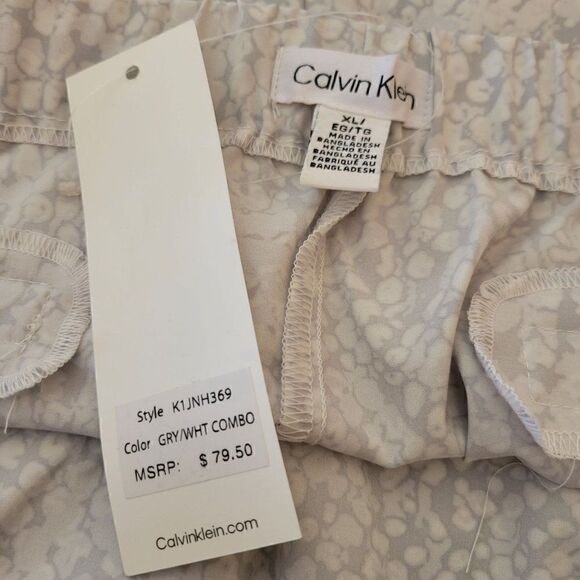 Calvin Klein
XL/
EG/TG
MADE IN
BANGLADESH
HECHO EN
BANGLADESH
FABRIQUÉ AU
BANGLADESH
Style K1JNH369
Color GRY/WHT COMBO
MSRP: $ 79.50
Calvinklein.com